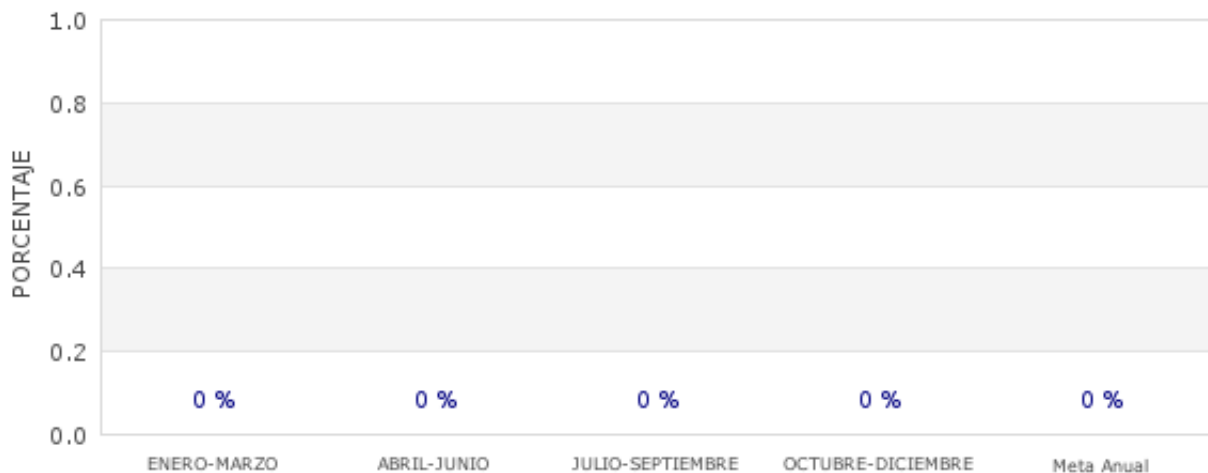 1.0
0.8
0.6
0.4
0.2
0.0
PORCENTAJE
0 % 0 % 0 % 0 % 0 %
ENERO-MARZO ABRIL-JUNIO JULIO-SEPTIEMBRE OCTUBRE-DICIEMBRE Meta Anual